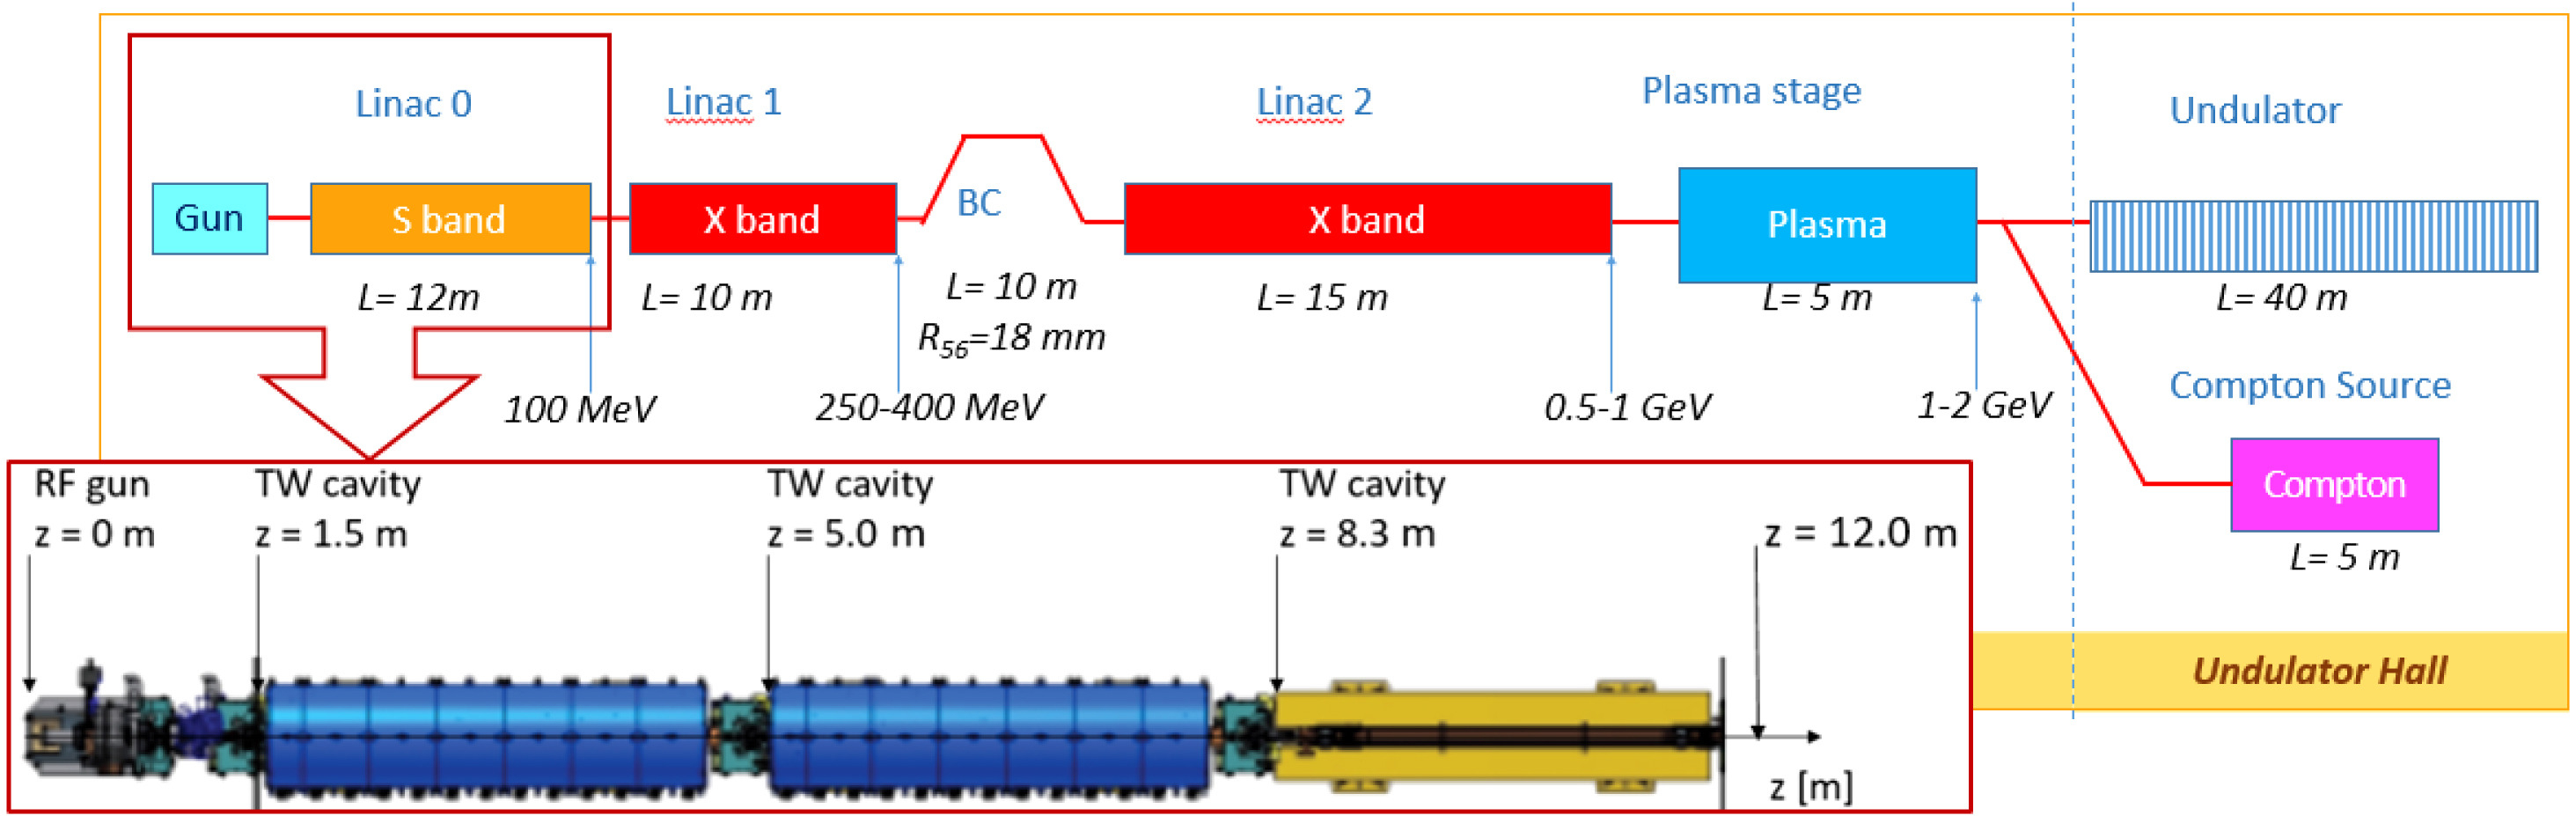 Linac 0
Linac 1
Linac 2
Plasma stage
Undulator
Gun
S band
X band
BC
X band
Plasma
L= 12m
L= 10 m
L= 10 m
R56=18 mm
L= 15 m
L= 5 m
L= 40 m
100 MeV
250-400 MeV
0.5-1 GeV
1-2 GeV
Compton Source
Compton
L= 5 m
RF gun
z = 0 m
TW cavity
z = 1.5 m
TW cavity
z = 5.0 m
TW cavity
z = 8.3 m
z = 12.0 m
z [m]
Undulator Hall